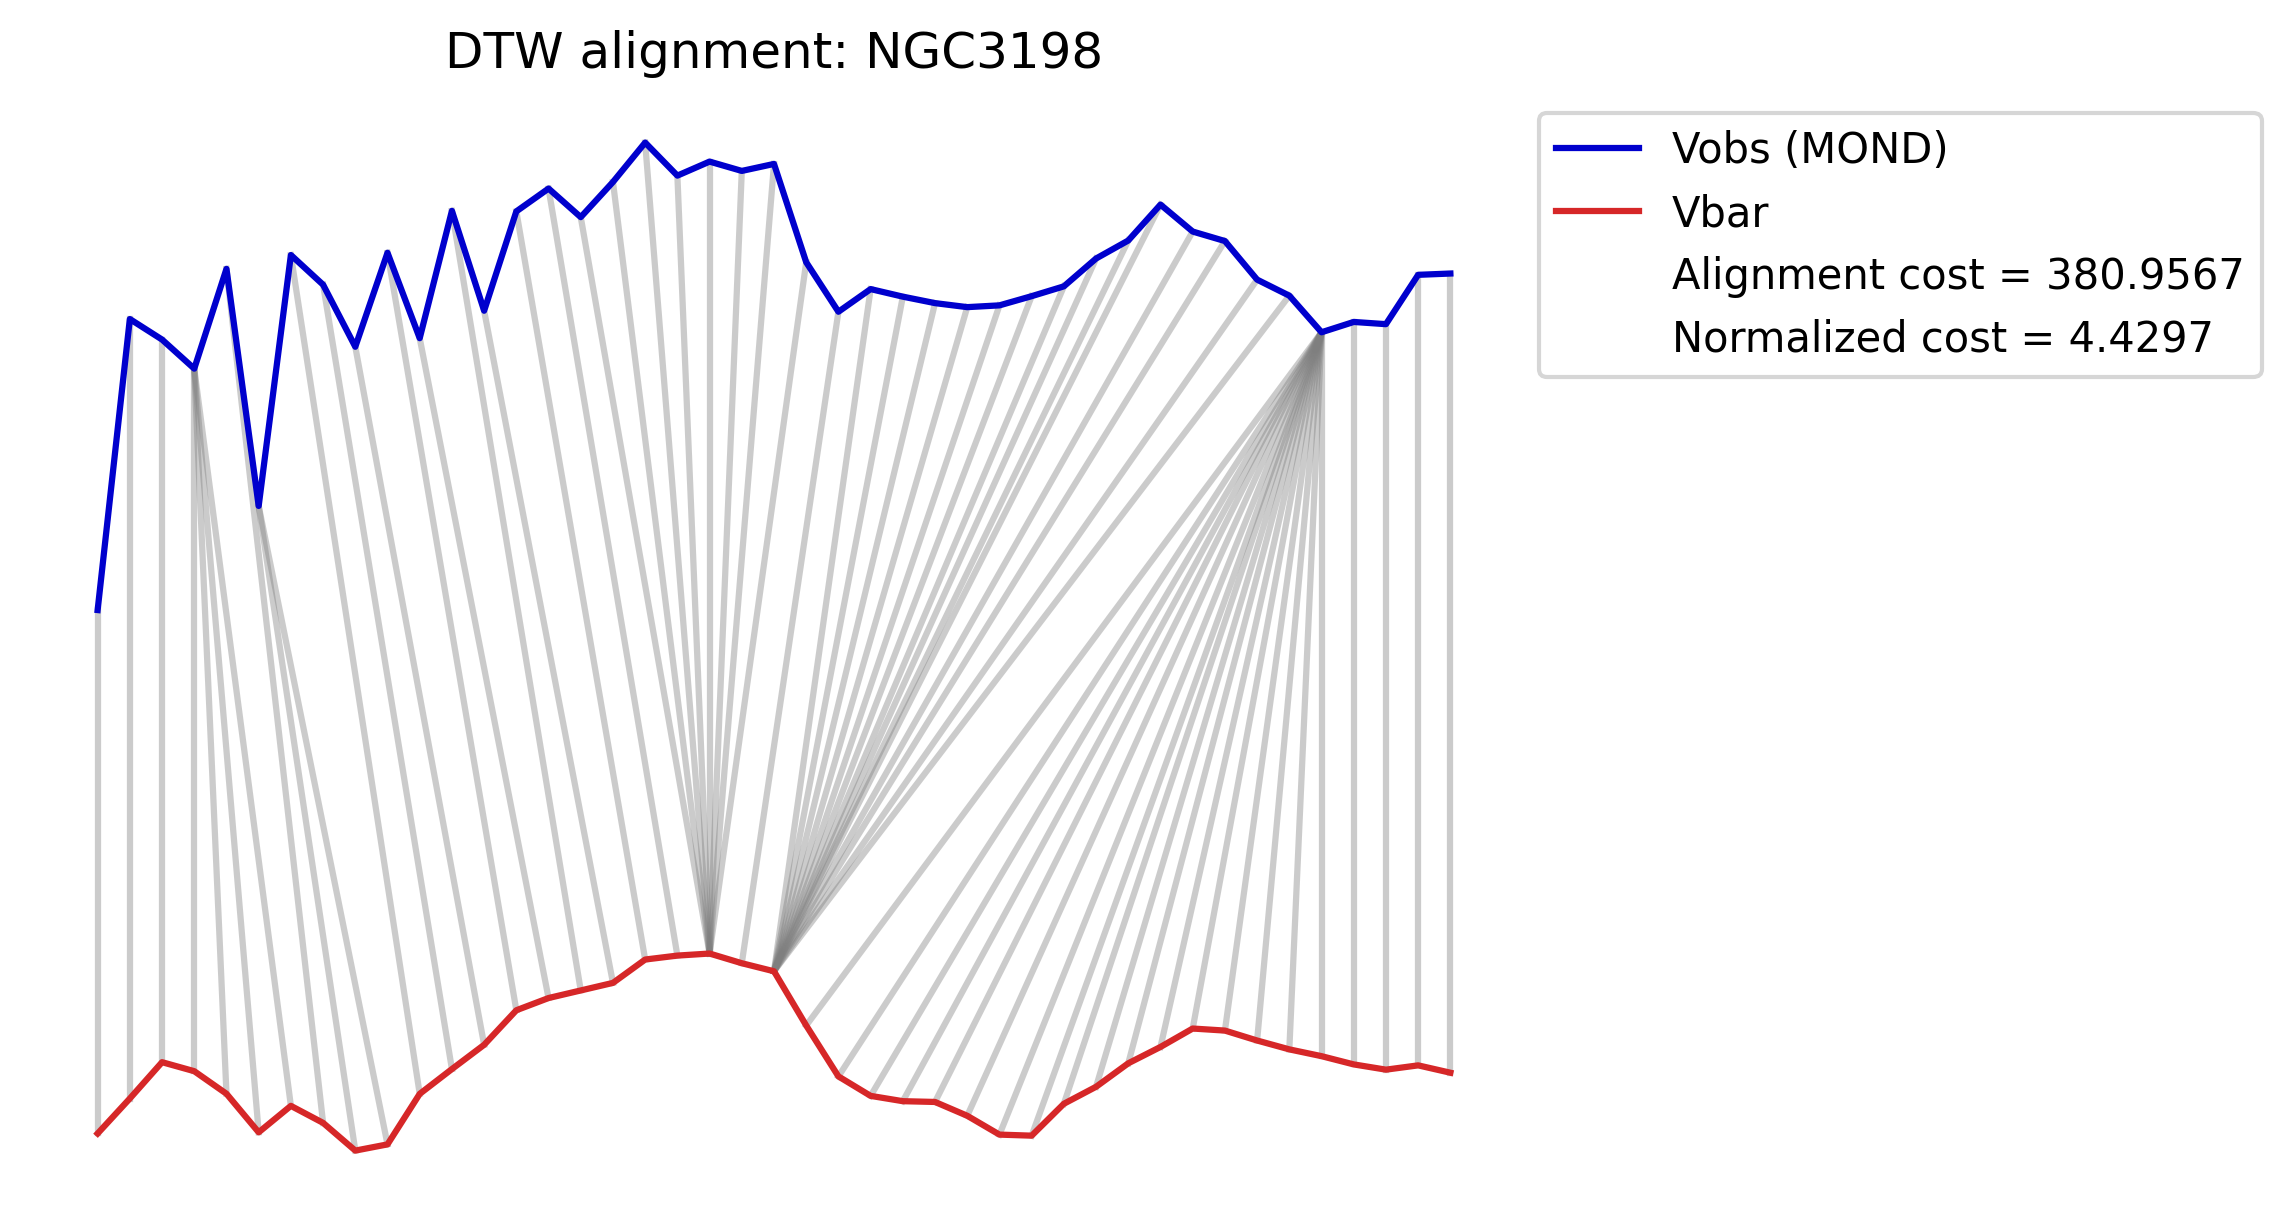 DTW alignment: NGC3198
Vobs (MOND)
Vbar
Alignment cost = 380.9567
Normalized cost = 4.4297